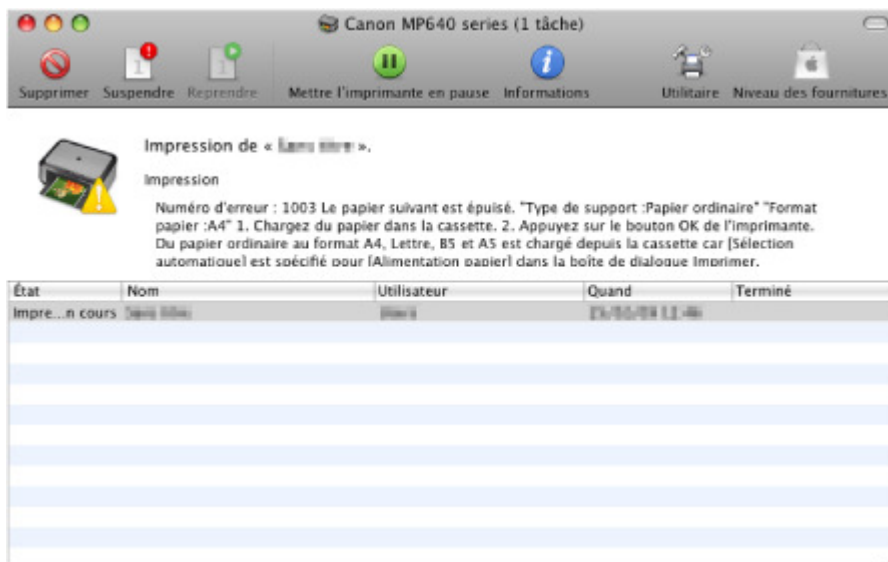 Canon MP640 series (1 tâche)
Supprimer Suspendre Reprendre Mettre l'imprimante en pause Informations Utilitaire Niveau des fournitures
Impression de « ».
Impression
Numéro d'erreur : 1003 Le papier suivant est épuisé. "Type de support :Papier ordinaire" "Format
papier :A4" 1. Chargez du papier dans la cassette. 2. Appuyez sur le bouton OK de l'imprimante.
Du papier ordinaire au format A4, Lettre, B5 et A5 est chargé depuis la cassette car [Sélection
automatique] est spécifié pour [Alimentation papier] dans la boîte de dialogue Imprimer.
État Nom Utilisateur Quand Terminé
Impre...n cours